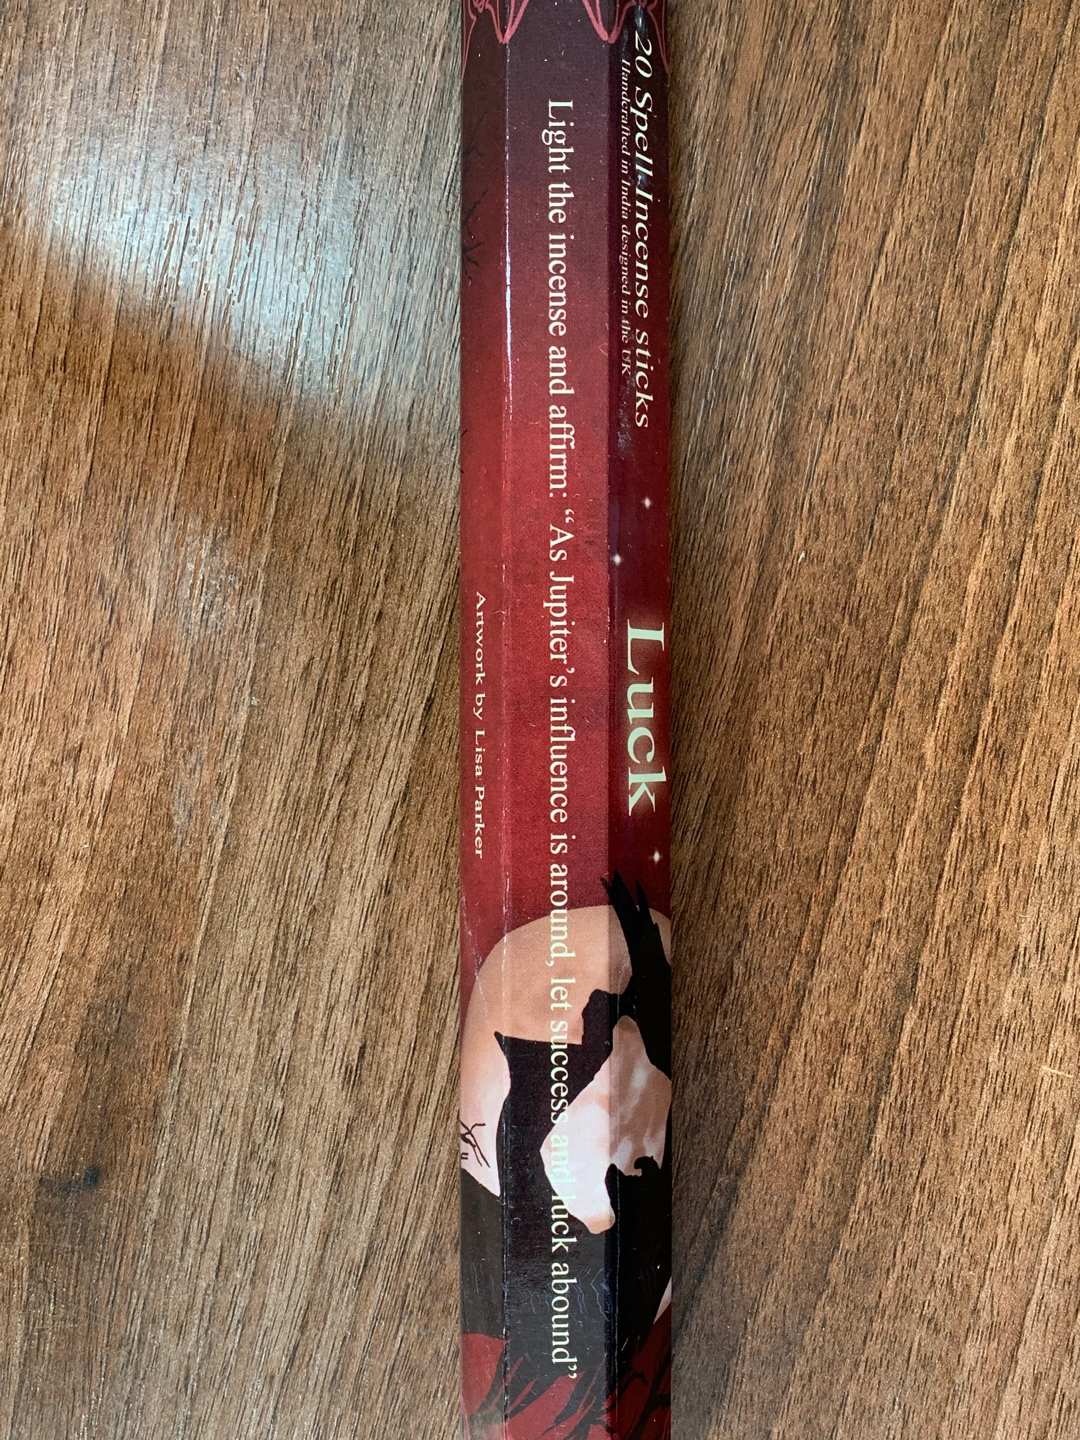 20 Spell Incense sticks
Handcrafted in India designed in the UK
Luck
Light the incense and affirm: “As Jupiter’s influence is around, let success and luck abound”
Artwork by Lisa Parker